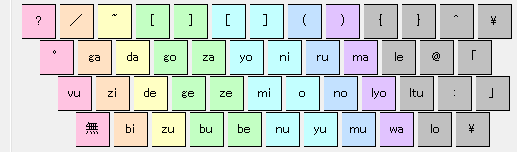 ? ／ ~ [ ] [ ] ( ) { } ^ ¥
° ga da go za yo ni ru ma le @ 「
vu zi de ge ze mi o no lyo ltu : 」
無 bi zu bu be nu yu mu wa lo ¥